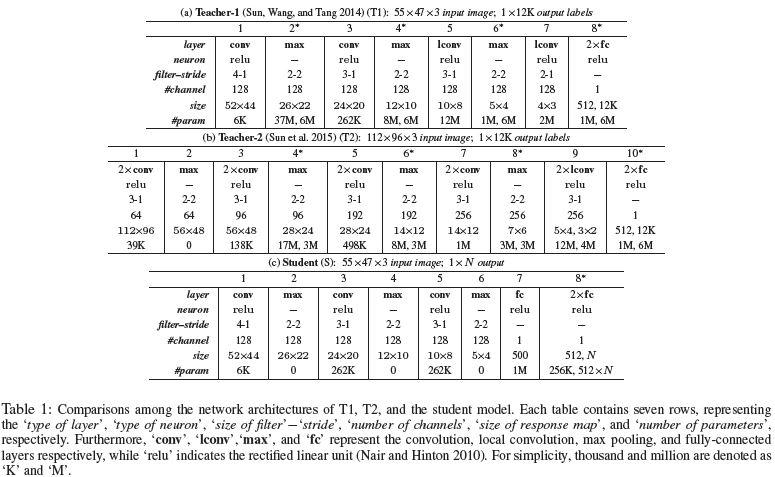 (a) Teacher-1 (Sun, Wang, and Tang 2014) (T1): 55×47×3 input image; 1×12K output labels
1 2* 3 4* 5 6* 7 8*
layer conv max conv max lconv max lconv 2×fc
neuron relu – relu – relu – relu relu
filter–stride 4-1 2-2 3-1 2-2 3-1 2-2 2-1 –
#channel 128 128 128 128 128 128 128 1
size 52×44 26×22 24×20 12×10 10×8 5×4 4×3 512, 12K
#param 6K 37M, 6M 262K 8M, 6M 12M 1M, 6M 2M 1M, 6M
(b) Teacher-2 (Sun et al. 2015) (T2): 112×96×3 input image; 1×12K output labels
1 2 3 4* 5 6* 7 8* 9 10*
2×conv max 2×conv max 2×conv max 2×conv max 2×lconv 2×fc
relu – relu – relu – relu – relu relu
3-1 2-2 3-1 2-2 3-1 2-2 3-1 2-2 3-1 –
64 64 96 96 192 192 256 256 256 1
112×96 56×48 56×48 28×24 28×24 14×12 14×12 7×6 5×4, 3×2 512, 12K
39K 0 138K 17M, 3M 498K 8M, 3M 1M 3M, 3M 12M, 4M 1M, 6M
(c) Student (S): 55×47×3 input image; 1×N output
1 2 3 4 5 6 7 8*
layer conv max conv max conv max fc 2×fc
neuron relu – relu – relu – relu relu
filter–stride 4-1 2-2 3-1 2-2 3-1 2-2 – –
#channel 128 128 128 128 128 128 1 1
size 52×44 26×22 24×20 12×10 10×8 5×4 500 512, N
#param 6K 0 262K 0 262K 0 1M 256K, 512×N
Table 1: Comparisons among the network architectures of T1, T2, and the student model. Each table contains seven rows, representing
the ‘type of layer’, ‘type of neuron’, ‘size of filter’–‘stride’, ‘number of channels’, ‘size of response map’, and ‘number of parameters’,
respectively. Furthermore, ‘conv’, ‘lconv’,‘max’, and ‘fc’ represent the convolution, local convolution, max pooling, and fully-connected
layers respectively, while ‘relu’ indicates the rectified linear unit (Nair and Hinton 2010). For simplicity, thousand and million are denoted as
‘K’ and ‘M’.